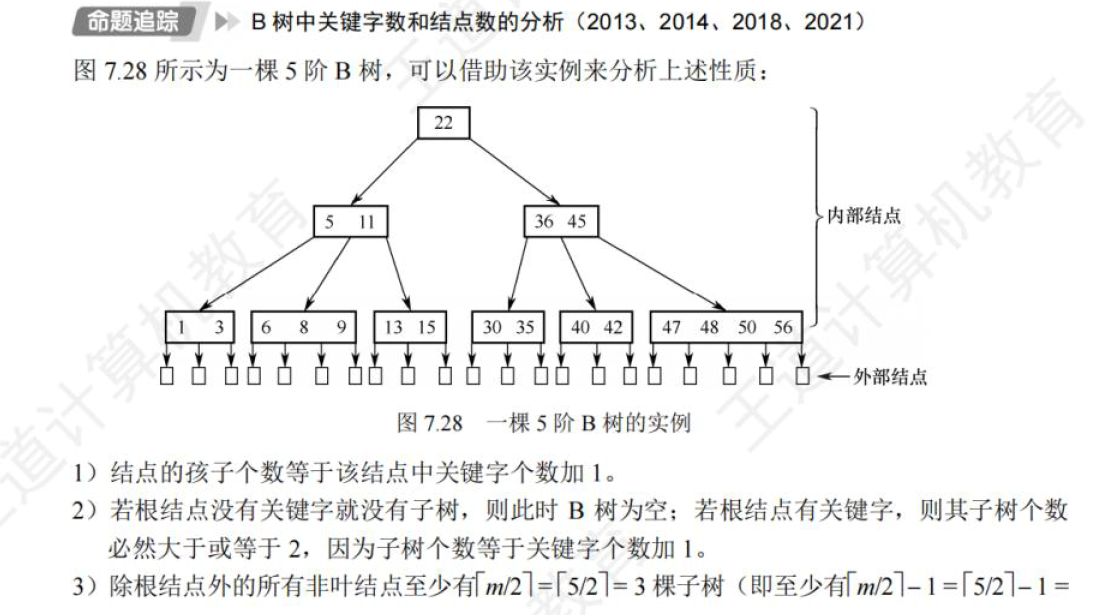 命题追踪 B 树中关键字数和结点数的分析（2013、2014、2018、2021）
图 7.28 所示为一棵 5 阶 B 树，可以借助该实例来分析上述性质：
22
5 11 36 45
内部结点
1 3 6 8 9 13 15 30 35 40 42 47 48 50 56
外部结点
图 7.28 一棵 5 阶 B 树的实例
1）结点的孩子个数等于该结点中关键字个数加 1。
2）若根结点没有关键字就没有子树，则此时 B 树为空；若根结点有关键字，则其子树个数
必然大于或等于 2，因为子树个数等于关键字个数加 1。
3）除根结点外的所有非叶结点至少有⌈m/2⌉=⌈5/2⌉= 3 棵子树（即至少有⌈m/2⌉– 1 =⌈5/2⌉– 1 =
王道计算机教育